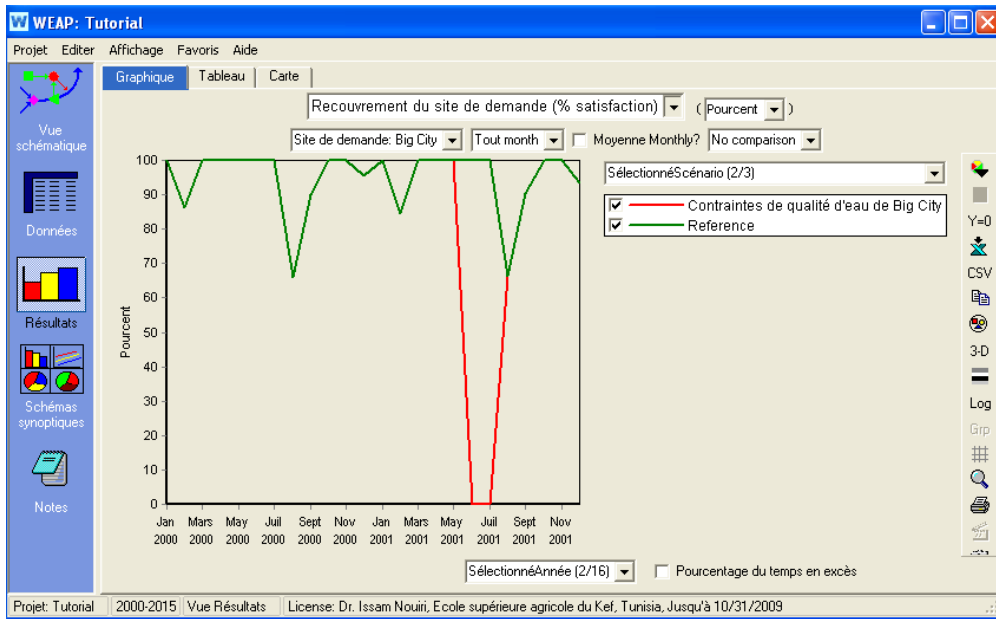 WEAP: Tutorial
Projet Editer Affichage Favoris Aide
Vue schématique
Données
Résultats
Schémas synoptiques
Notes
Graphique Tableau Carte
Recouvrement du site de demande (% satisfaction) ( Pourcent )
Site de demande: Big City Tout month Moyenne Monthly? No comparison
SélectionnéScénario (2/3)
Contraintes de qualité d'eau de Big City
Reference
Pourcent
100
90
80
70
60
50
40
30
20
10
0
Jan Mars May Juil Sept Nov Jan Mars May Juil Sept Nov
2000 2000 2000 2000 2000 2000 2001 2001 2001 2001 2001 2001
SélectionnéAnnée (2/16) Pourcentage du temps en excès
Y=0
CSV
3-D
Log
Grp
Projet: Tutorial 2000-2015 Vue Résultats License: Dr. Issam Nouiri, Ecole supérieure agricole du Kef, Tunisia, Jusqu'à 10/31/2009